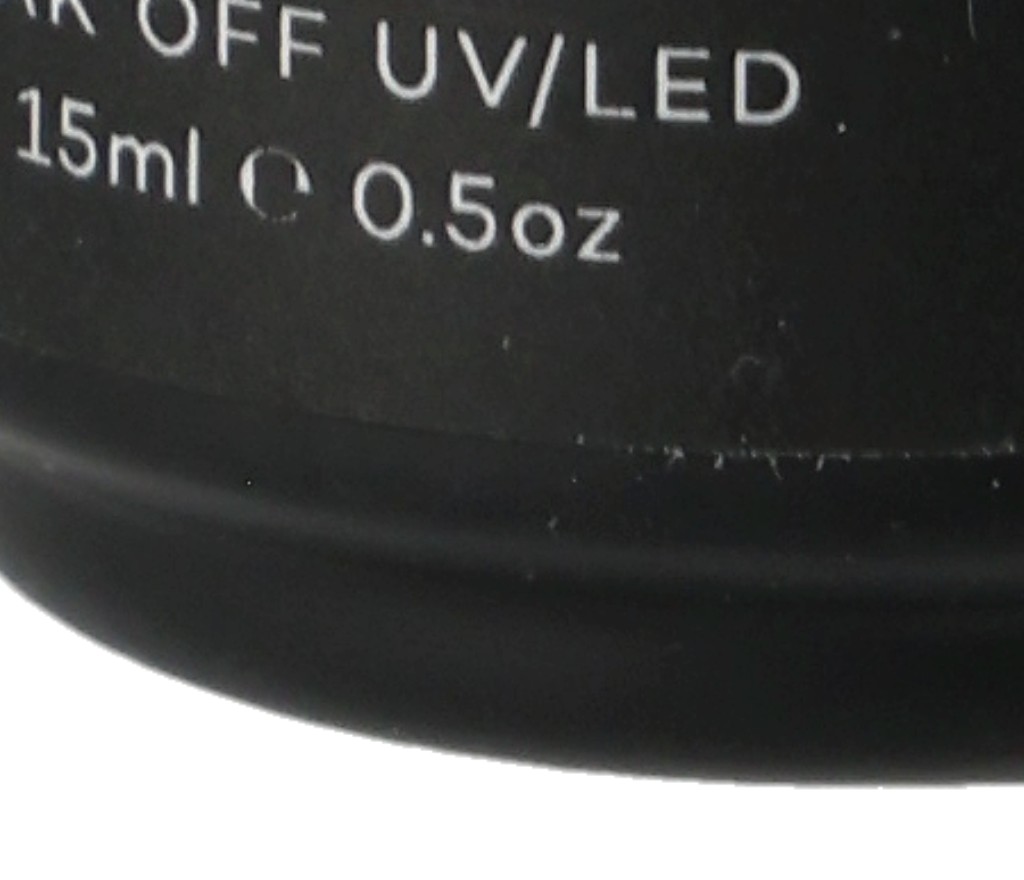 OFF UV/LED
15ml ℮ 0.5oz